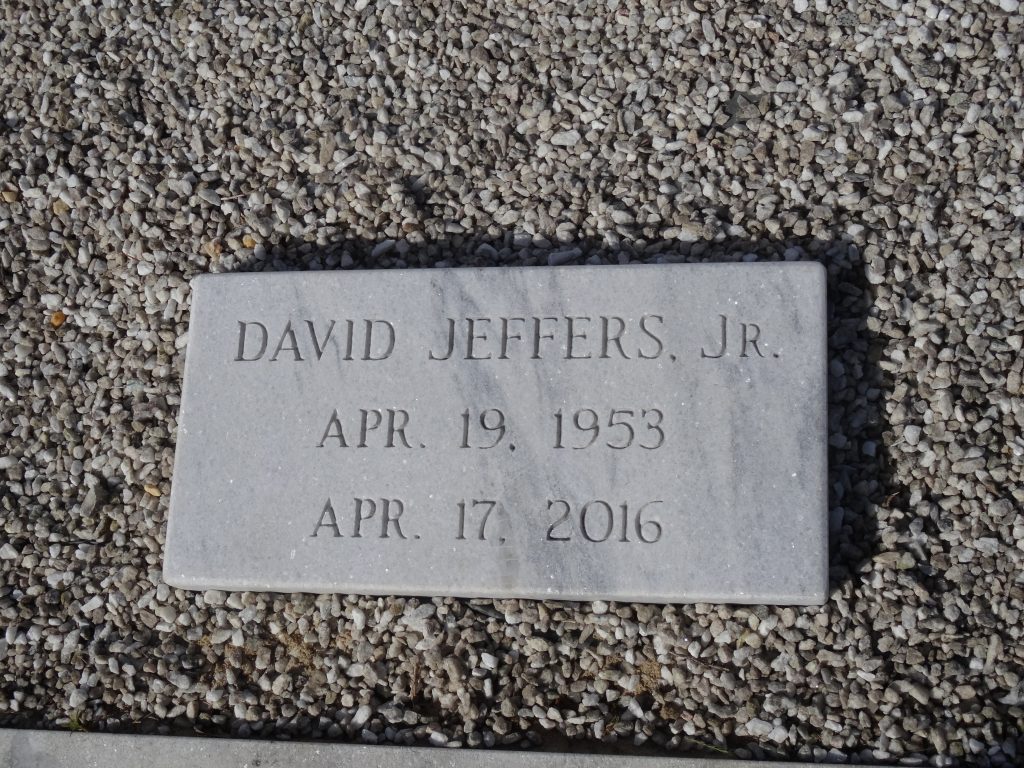 DAVID JEFFERS, JR.
APR. 19, 1953
APR. 17, 2016